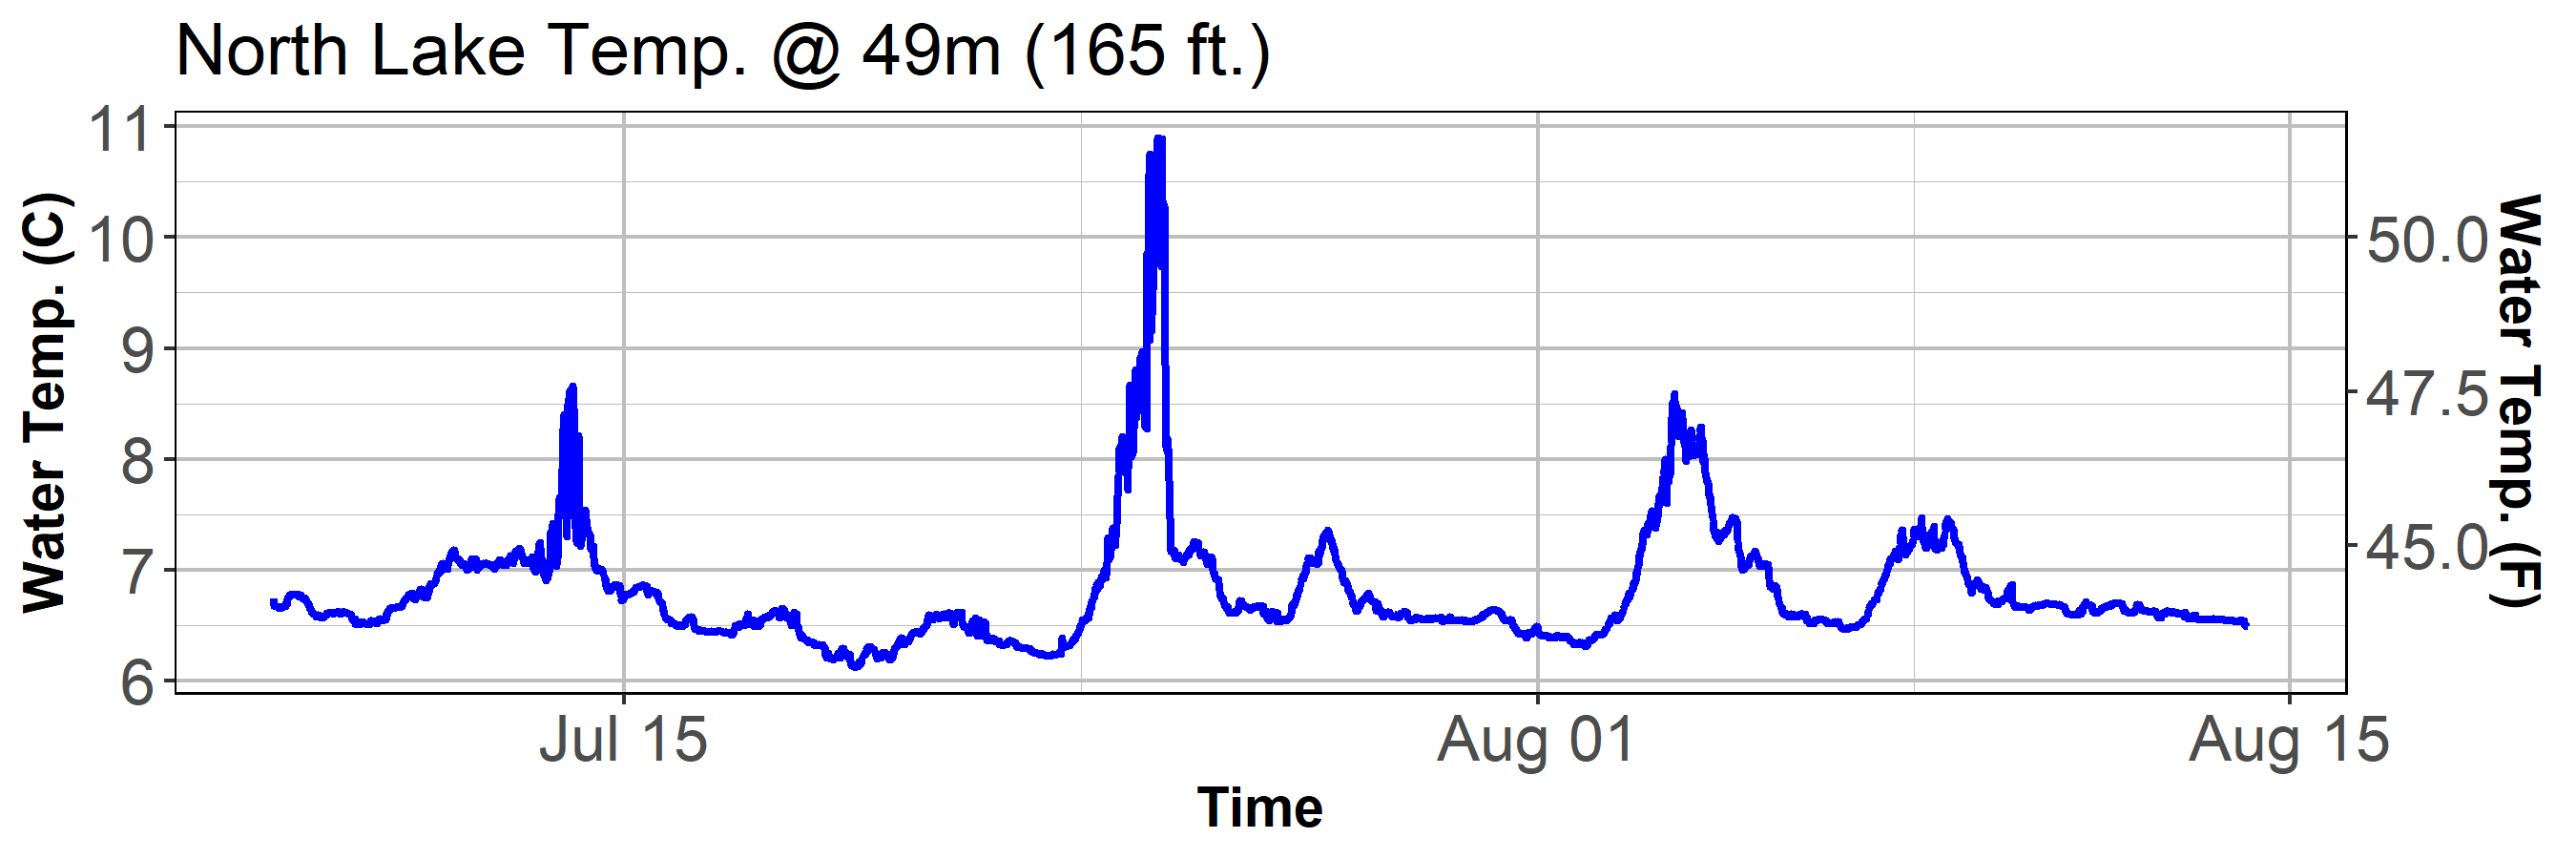 North Lake Temp. @ 49m (165 ft.)
Water Temp. (C)
11
10
9
8
7
6
50.0
47.5
45.0
Water Temp. (F)
Jul 15
Aug 01
Aug 15
Time